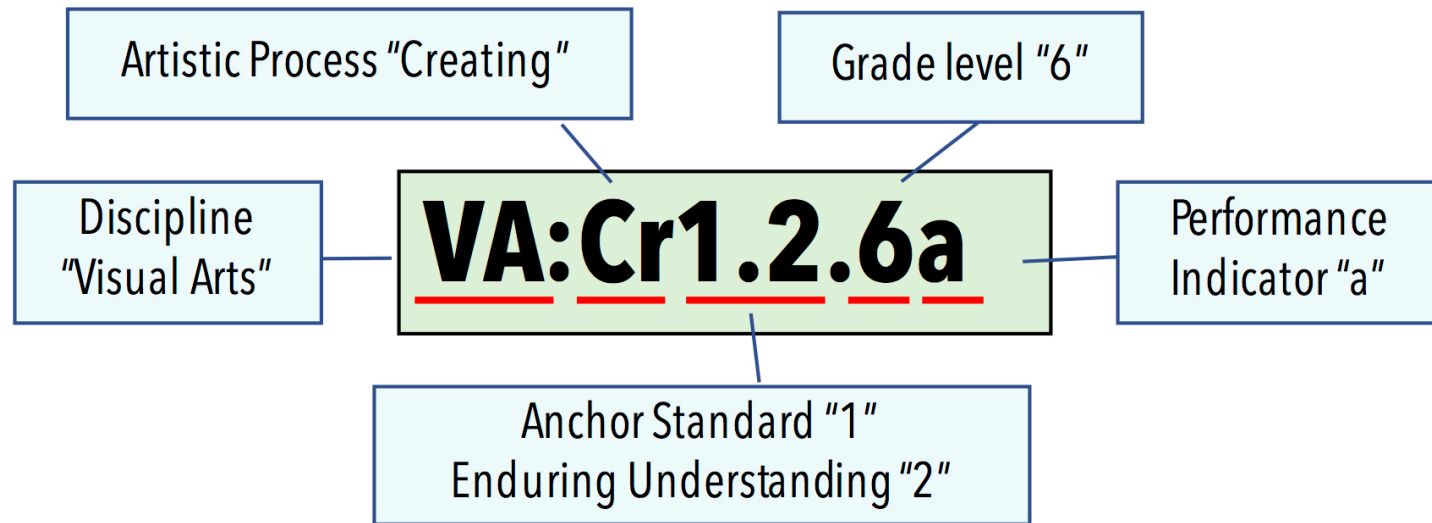 Artistic Process “Creating”
Grade level “6”
Discipline
“Visual Arts”
VA:Cr1.2.6a
Performance
Indicator “a”
Anchor Standard “1”
Enduring Understanding “2”